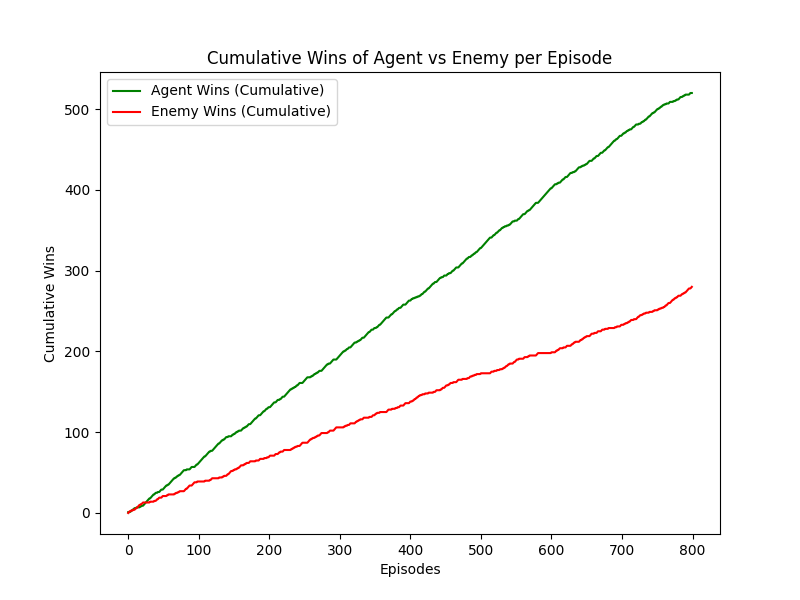 Cumulative Wins of Agent vs Enemy per Episode
Agent Wins (Cumulative)
Enemy Wins (Cumulative)
Cumulative Wins
500
400
300
200
100
0
0 100 200 300 400 500 600 700 800
Episodes